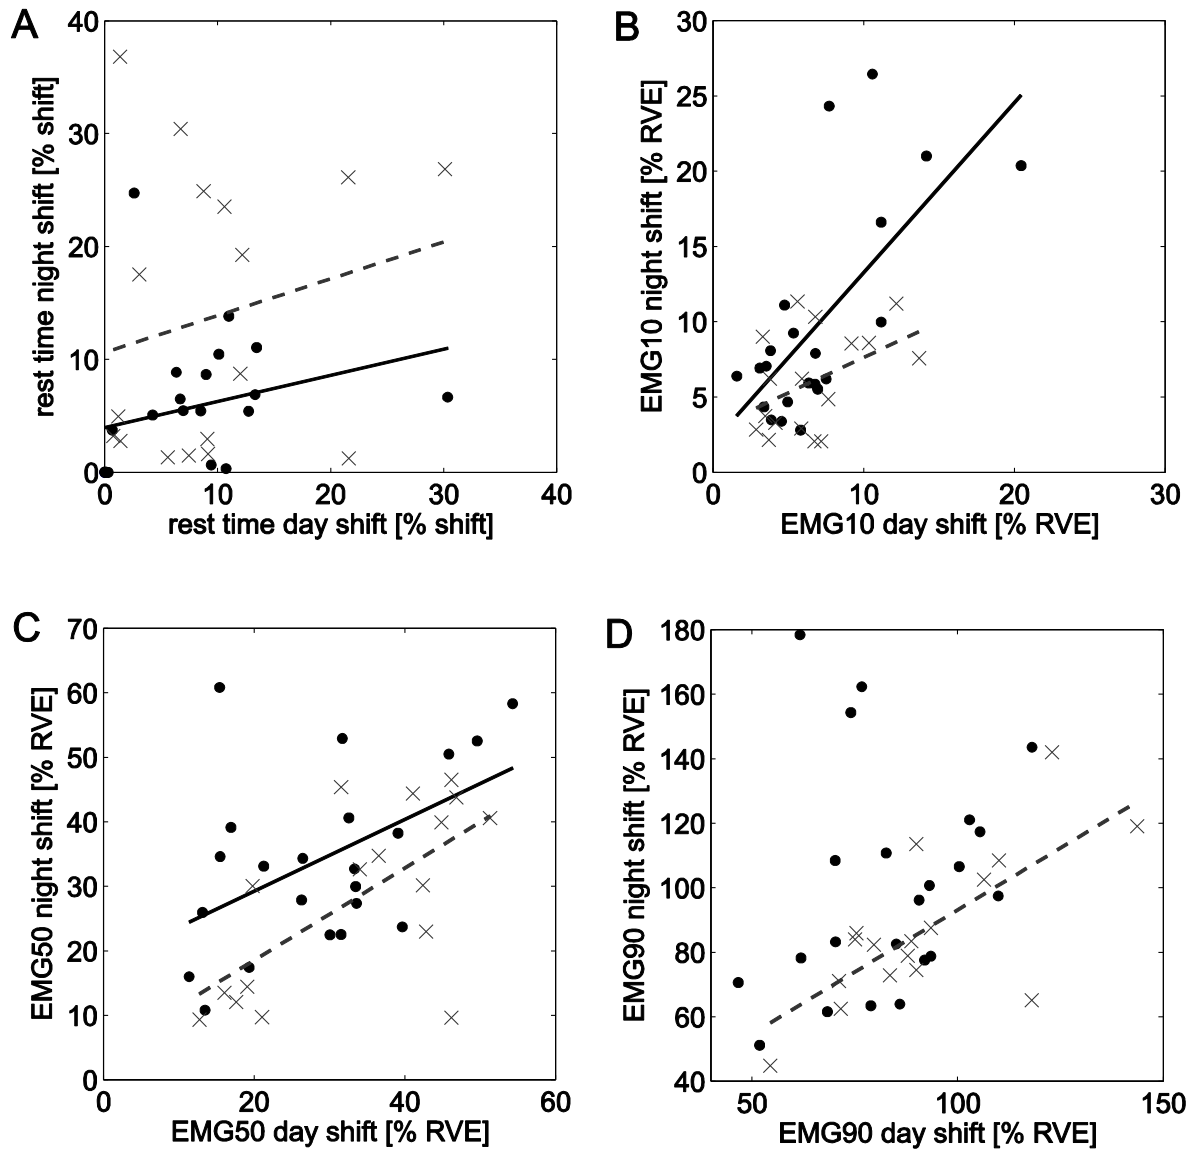 A
40
30
20
10
0
rest time night shift [% shift]
0 10 20 30 40
rest time day shift [% shift]
B
30
25
20
15
10
5
0
EMG10 night shift [% RVE]
0 10 20 30
EMG10 day shift [% RVE]
C
70
60
50
40
30
20
10
0
EMG50 night shift [% RVE]
0 20 40 60
EMG50 day shift [% RVE]
D
180
160
140
120
100
80
60
40
EMG90 night shift [% RVE]
50 100 150
EMG90 day shift [% RVE]